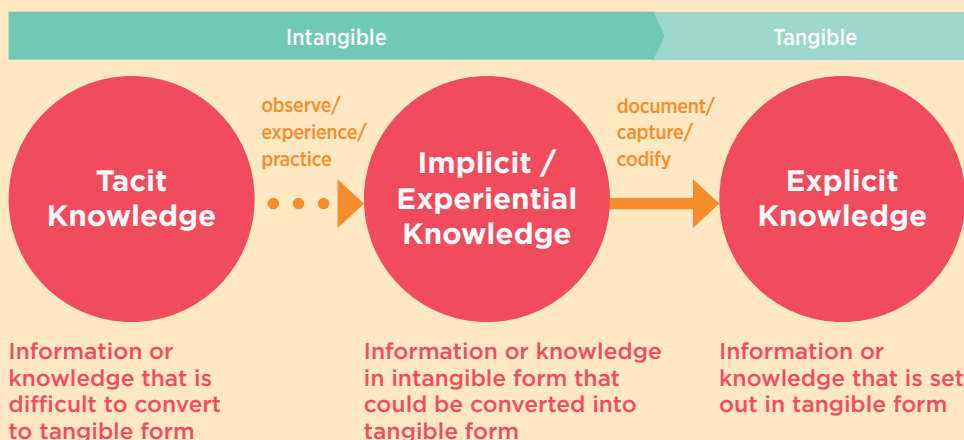 Intangible
Tangible
observe/
experience/
practice
document/
capture/
codify
Tacit
Knowledge
Implicit /
Experiential
Knowledge
Explicit
Knowledge
Information or
knowledge that is
difficult to convert
to tangible form
Information or knowledge
in intangible form that
could be converted into
tangible form
Information or
knowledge that is set
out in tangible form